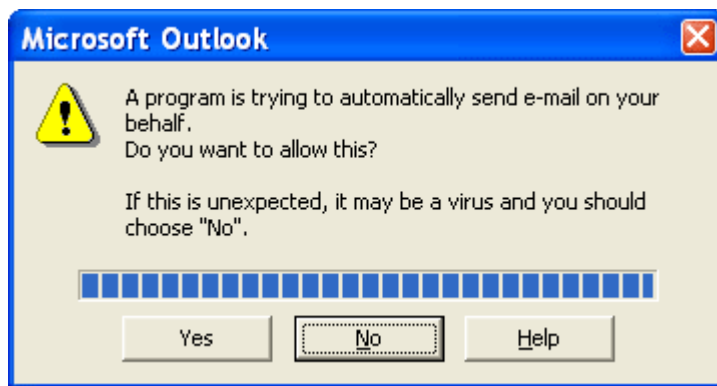 Microsoft Outlook
A program is trying to automatically send e-mail on your
behalf.
Do you want to allow this?
If this is unexpected, it may be a virus and you should
choose "No".
Yes
No
Help